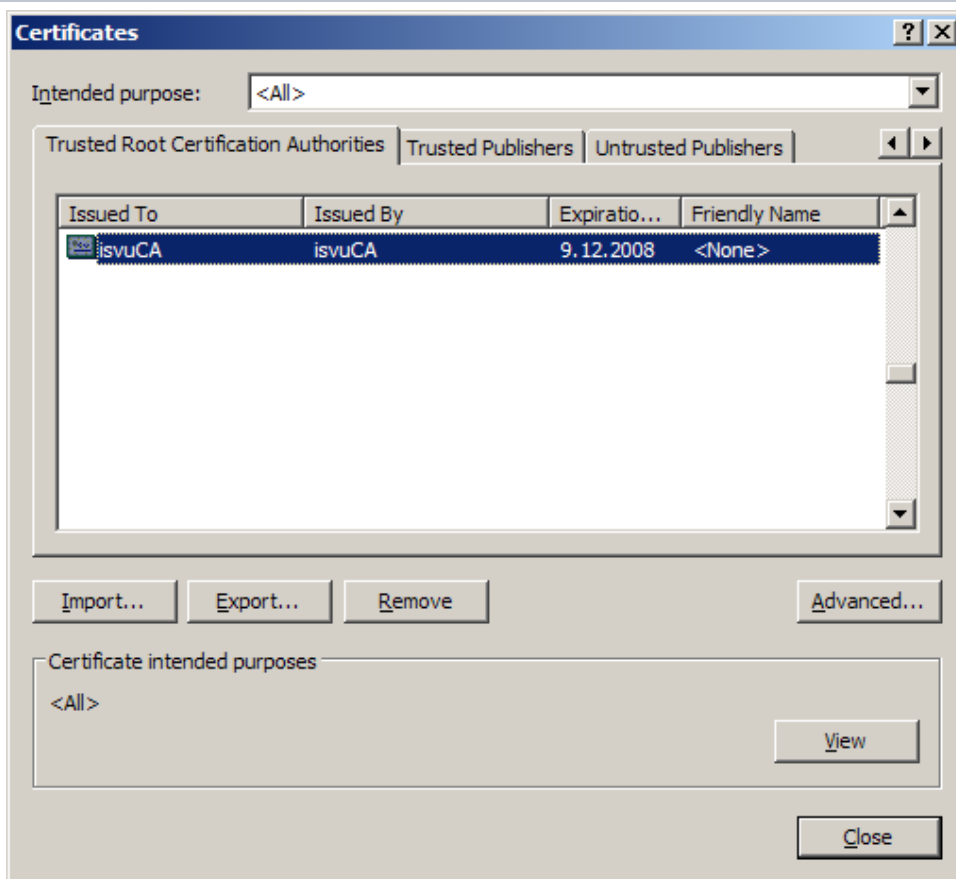 Certificates
Intended purpose: <All>
Trusted Root Certification Authorities Trusted Publishers Untrusted Publishers
Issued To Issued By Expiratio... Friendly Name
isvuCA isvuCA 9.12.2008 <None>
Import... Export... Remove Advanced...
Certificate intended purposes
<All>
View
Close